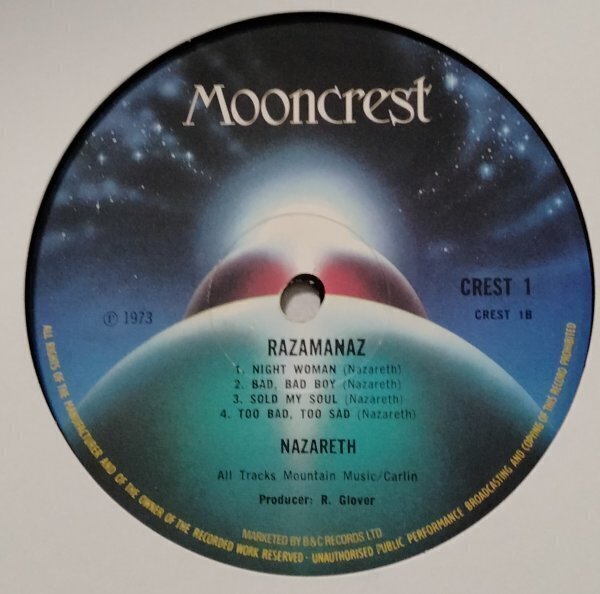 Mooncrest
CREST 1
℗ 1973
CREST 1B
RAZAMANAZ
1. NIGHT WOMAN (Nazareth)
2. BAD, BAD BOY (Nazareth)
3. SOLD MY SOUL (Nazareth)
4. TOO BAD, TOO SAD (Nazareth)
NAZARETH
All Tracks Mountain Music/Carlin
Producer: R. Glover
MARKETED BY B&C RECORDS LTD
ALL RIGHTS OF THE MANUFACTURER AND OF THE OWNER OF THE RECORDED WORK RESERVED · UNAUTHORISED PUBLIC PERFORMANCE BROADCASTING AND COPYING OF THIS RECORD PROHIBITED